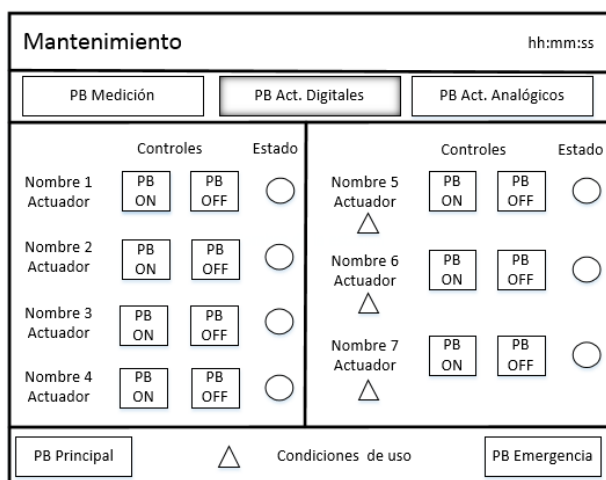 Mantenimiento
hh:mm:ss
PB Medición
PB Act. Digitales
PB Act. Analógicos
Controles
Estado
Nombre 1
Actuador
PB
ON
PB
OFF
Nombre 2
Actuador
PB
ON
PB
OFF
Nombre 3
Actuador
PB
ON
PB
OFF
Nombre 4
Actuador
PB
ON
PB
OFF
Controles
Estado
Nombre 5
Actuador
PB
ON
PB
OFF
Nombre 6
Actuador
PB
ON
PB
OFF
Nombre 7
Actuador
PB
ON
PB
OFF
PB Principal
Condiciones de uso
PB Emergencia